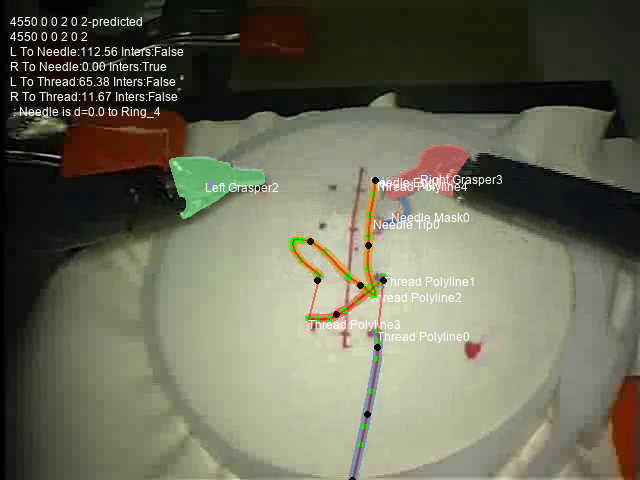 4550 0 0 2 0 2-predicted
4550 0 0 2 0 2
L To Needle:112.56 Inters:False
R To Needle:0.00 Inters:True
L To Thread:65.38 Inters:False
R To Thread:11.67 Inters:False
: Needle is d=0.0 to Ring_4
Left Grasper2
Right Grasper3
Thread Polyline4
Needle Mask0
Needle Tip0
Thread Polyline1
Thread Polyline2
Thread Polyline3
Thread Polyline0